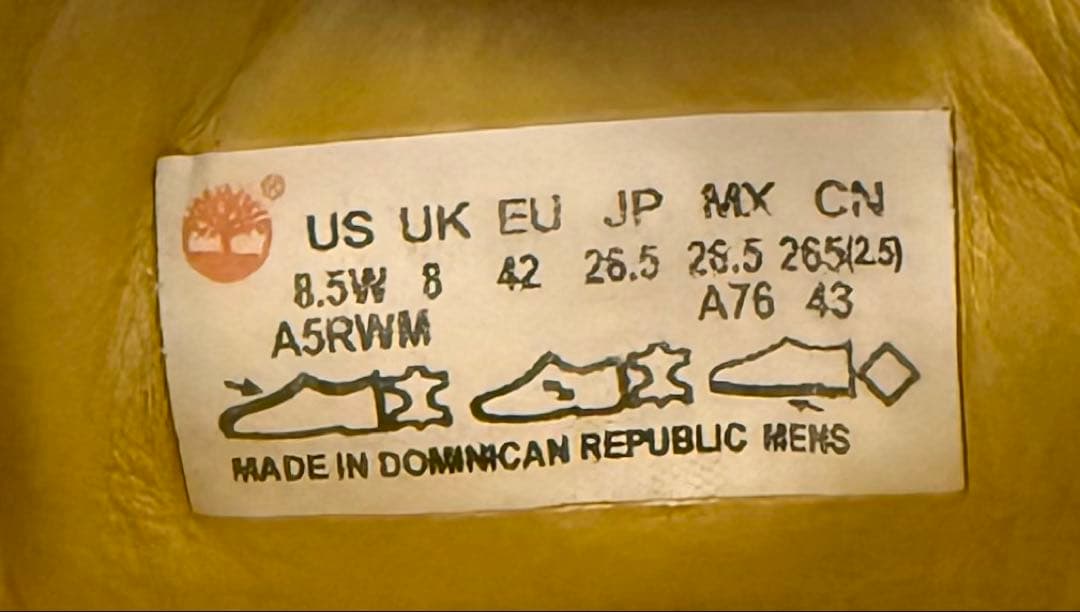 ®
US UK EU JP MX CN
8.5W 8 42 26.5 26.5 265(2.5)
A5RWM A76 43
MADE IN DOMINICAN REPUBLIC MENS